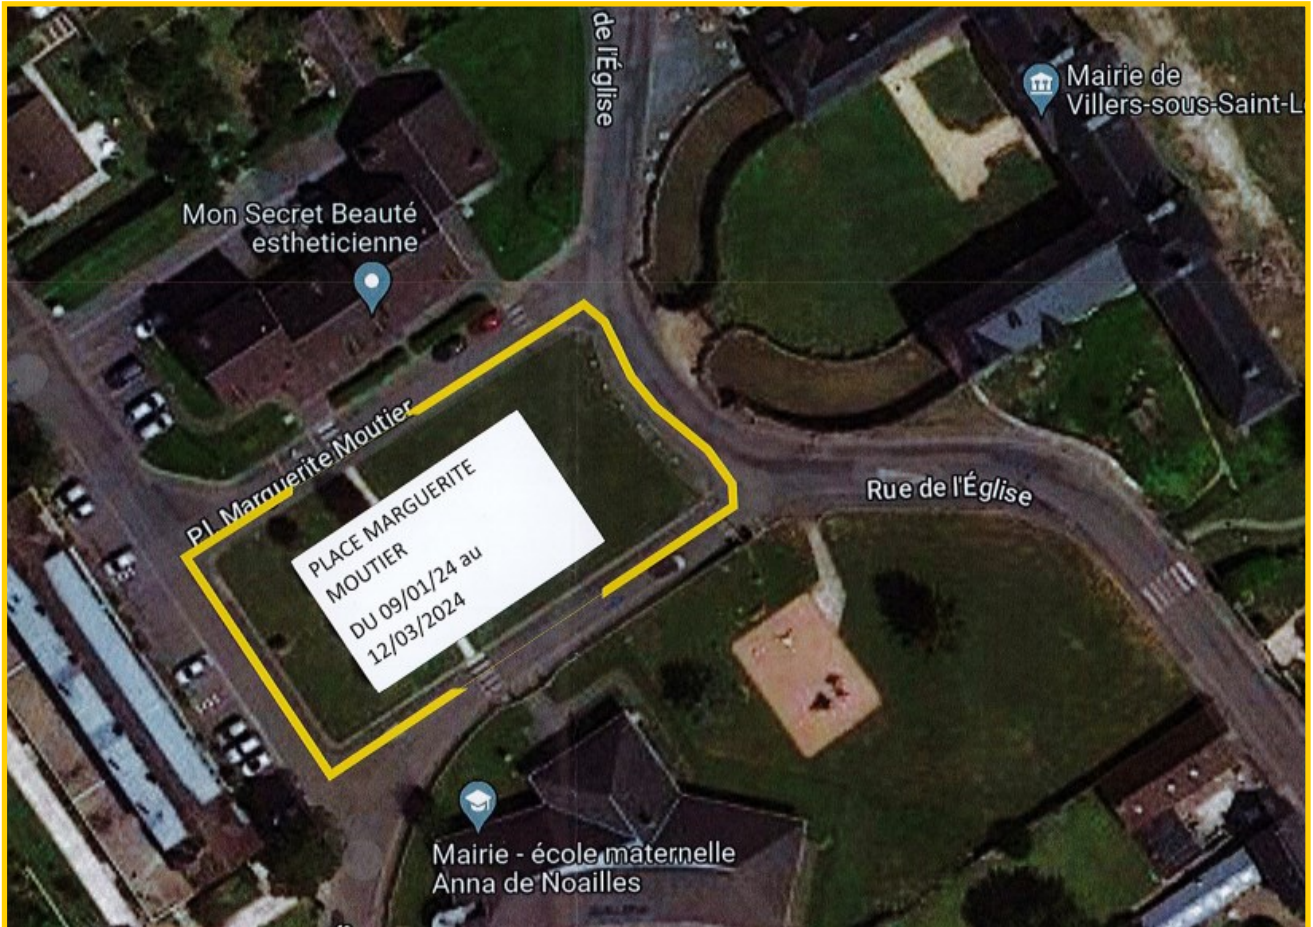 de l'Église
Mairie de
Villers-sous-Saint-L
Mon Secret Beauté
estheticienne
Pl. Marguerite Moutier
PLACE MARGUERITE
MOUTIER
DU 09/01/24 au
12/03/2024
Rue de l'Église
Mairie - école maternelle
Anna de Noailles